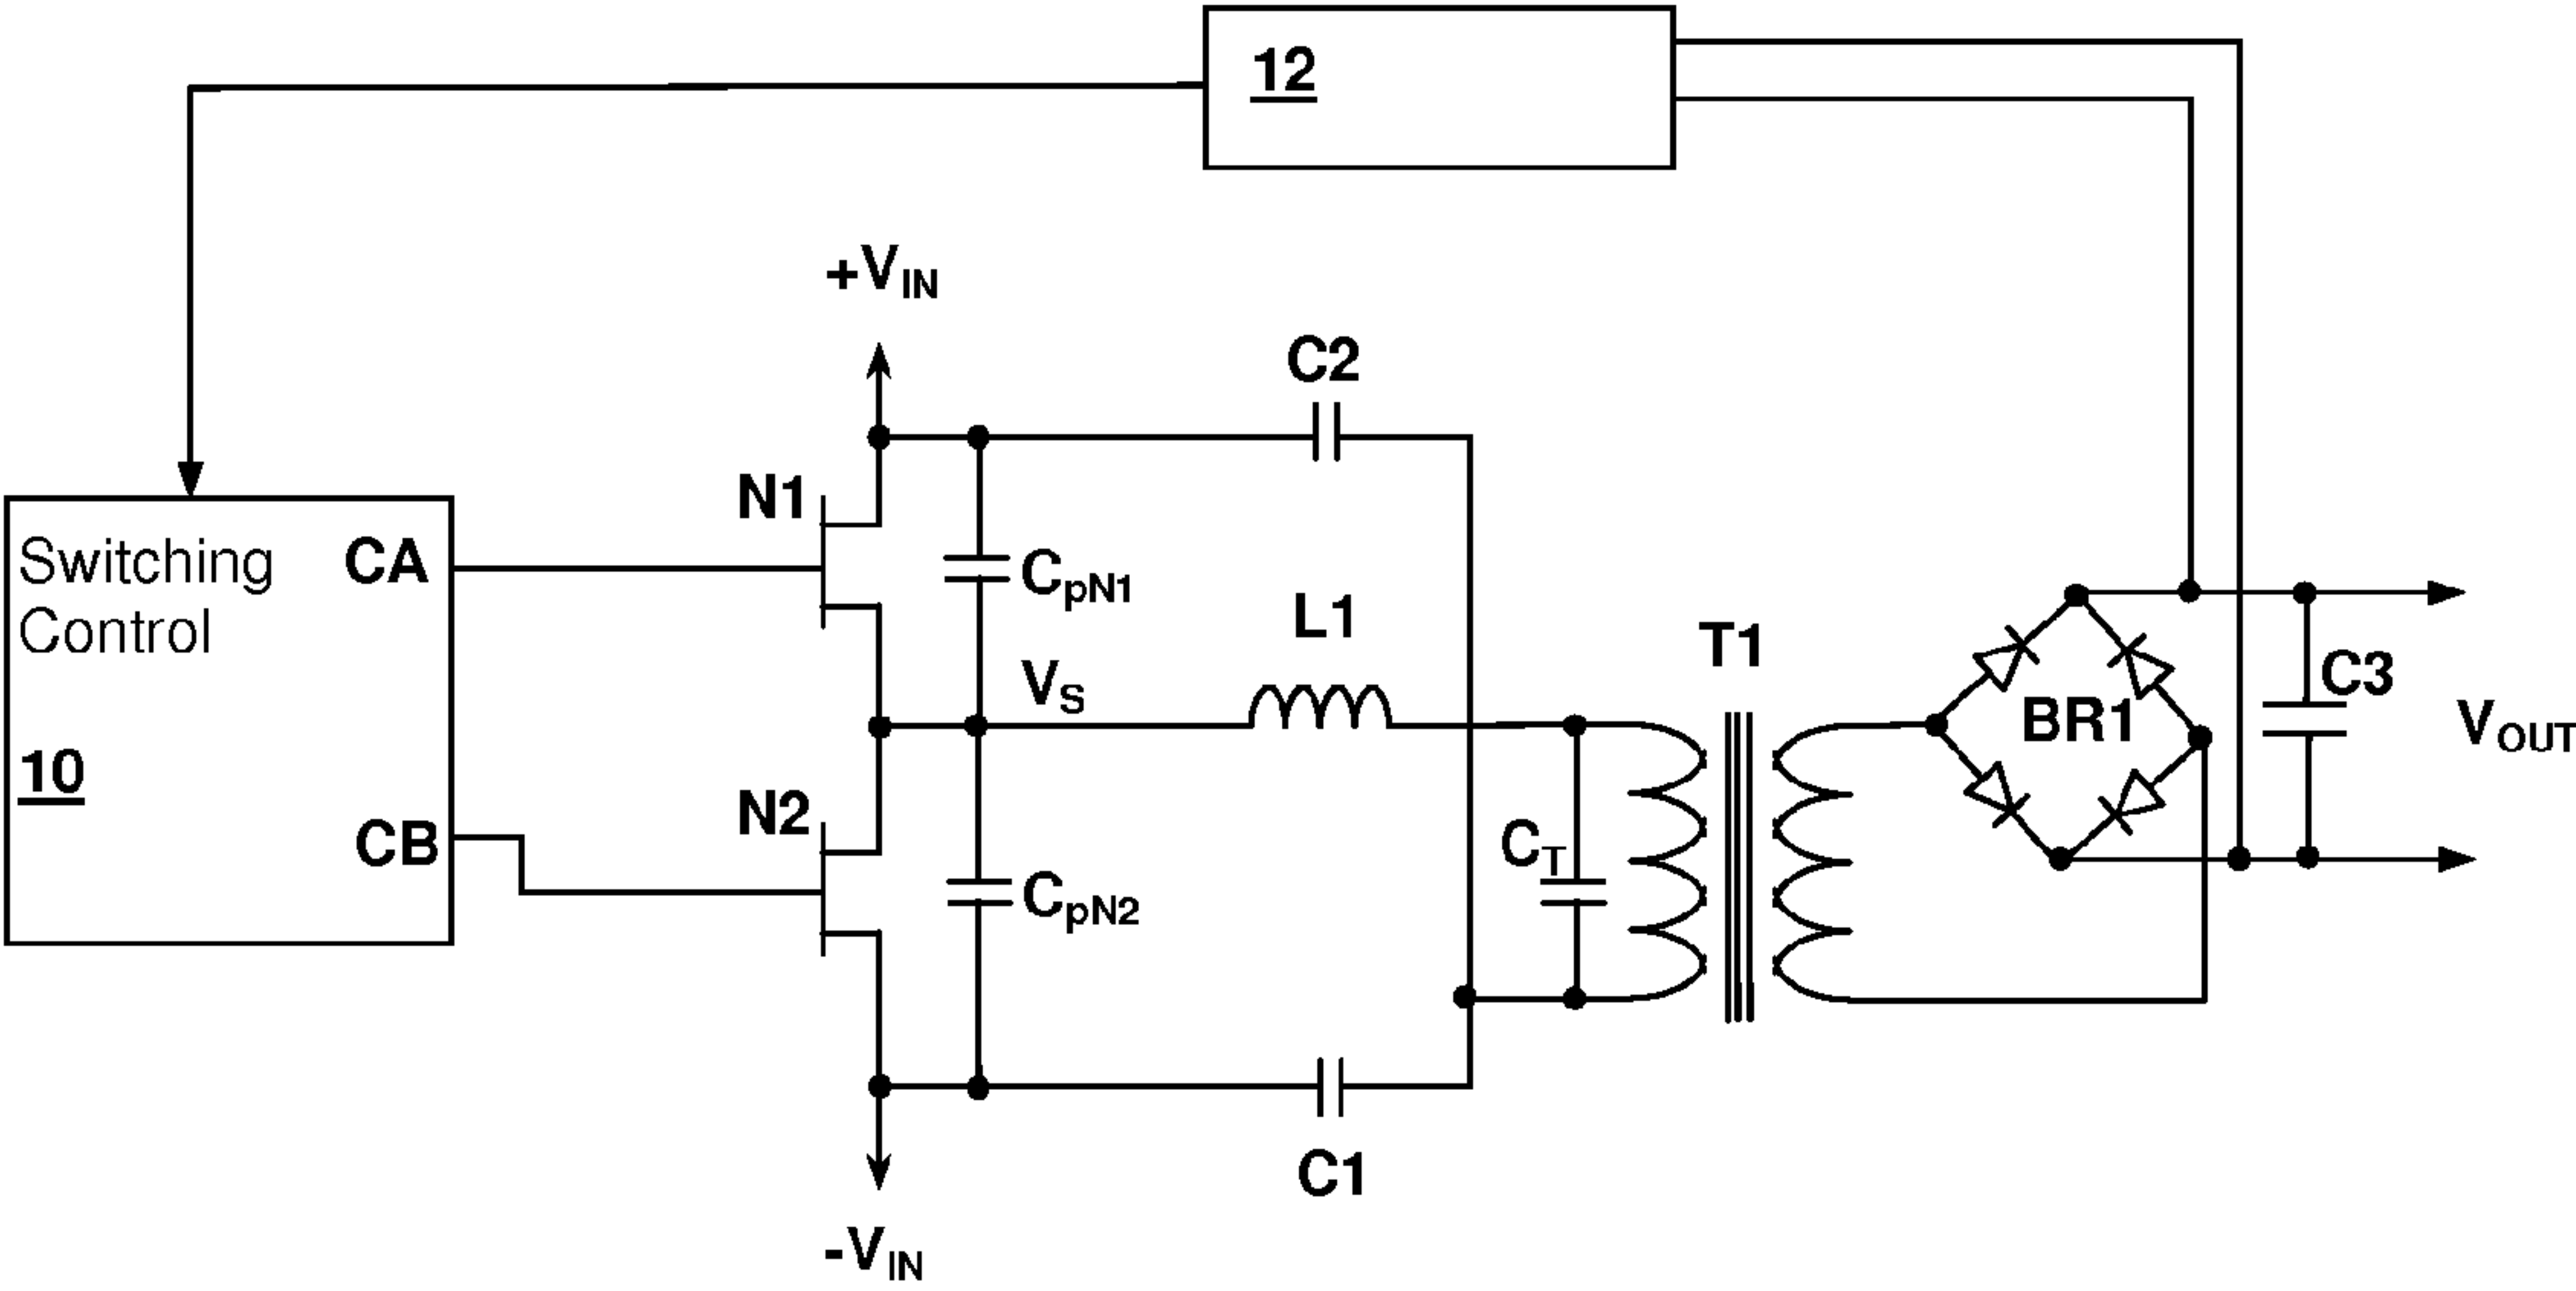 12
+VIN
C2
N1
Switching
Control
CA
CpN1
L1
VS
T1
BR1
C3
VOUT
10
N2
CB
CT
CpN2
C1
-VIN